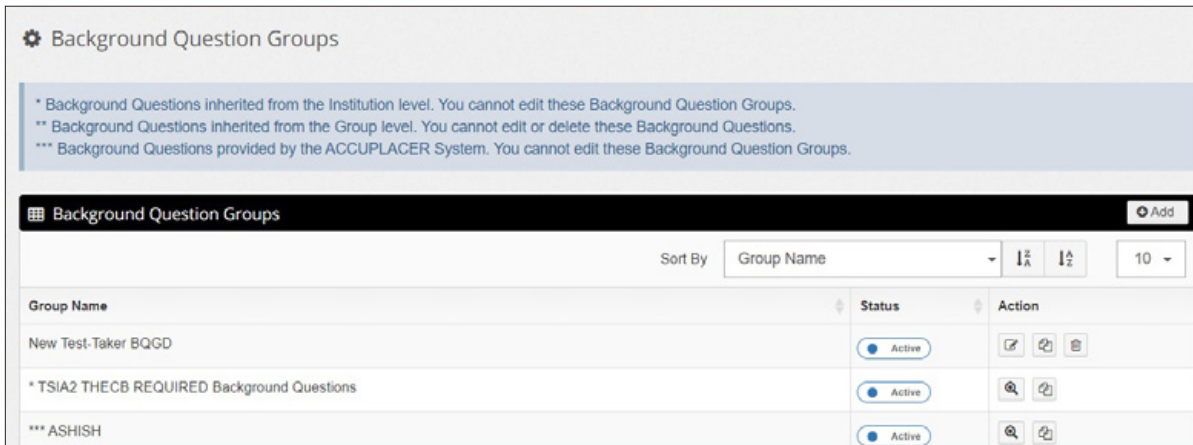 Background Question Groups
* Background Questions inherited from the Institution level. You cannot edit these Background Question Groups.
** Background Questions inherited from the Group level. You cannot edit or delete these Background Questions.
*** Background Questions provided by the ACCUPLACER System. You cannot edit these Background Question Groups.
Background Question Groups Add
Sort By Group Name 10
Group Name Status Action
New Test-Taker BQGD Active
* TSIA2 THECB REQUIRED Background Questions Active
*** ASHISH Active